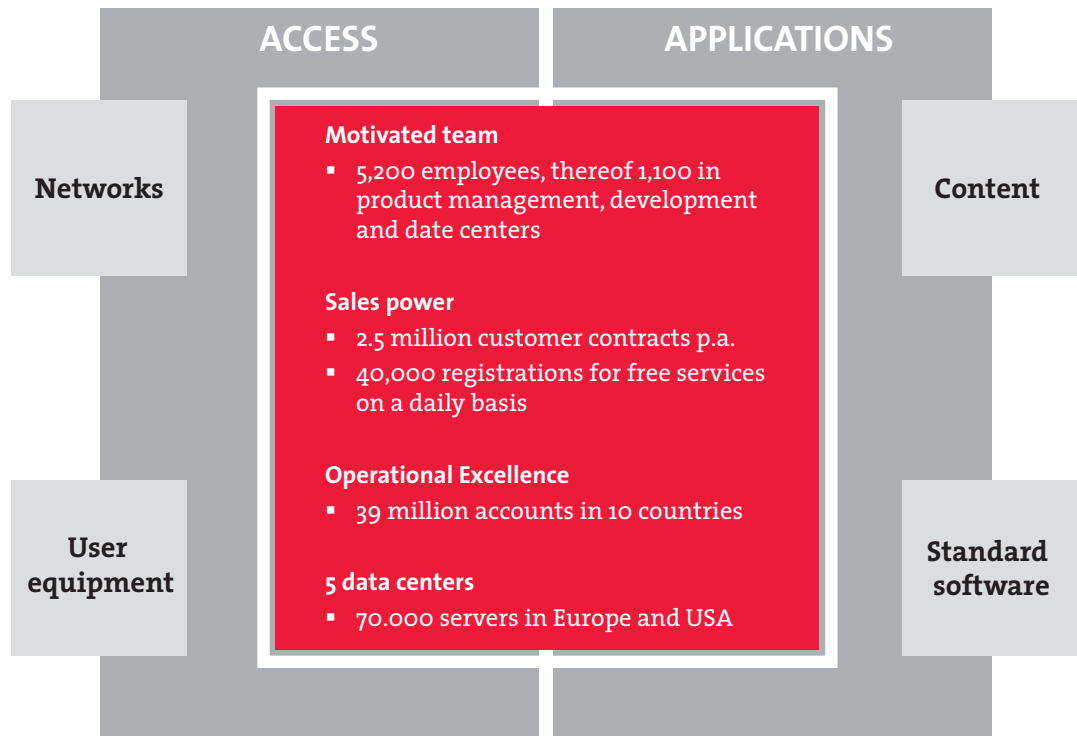 ACCESS
APPLICATIONS
Networks
User
equipment
Motivated team
▪ 5,200 employees, thereof 1,100 in
product management, development
and date centers
Sales power
▪ 2.5 million customer contracts p.a.
▪ 40,000 registrations for free services
on a daily basis
Operational Excellence
▪ 39 million accounts in 10 countries
5 data centers
▪ 70.000 servers in Europe and USA
Content
Standard
software